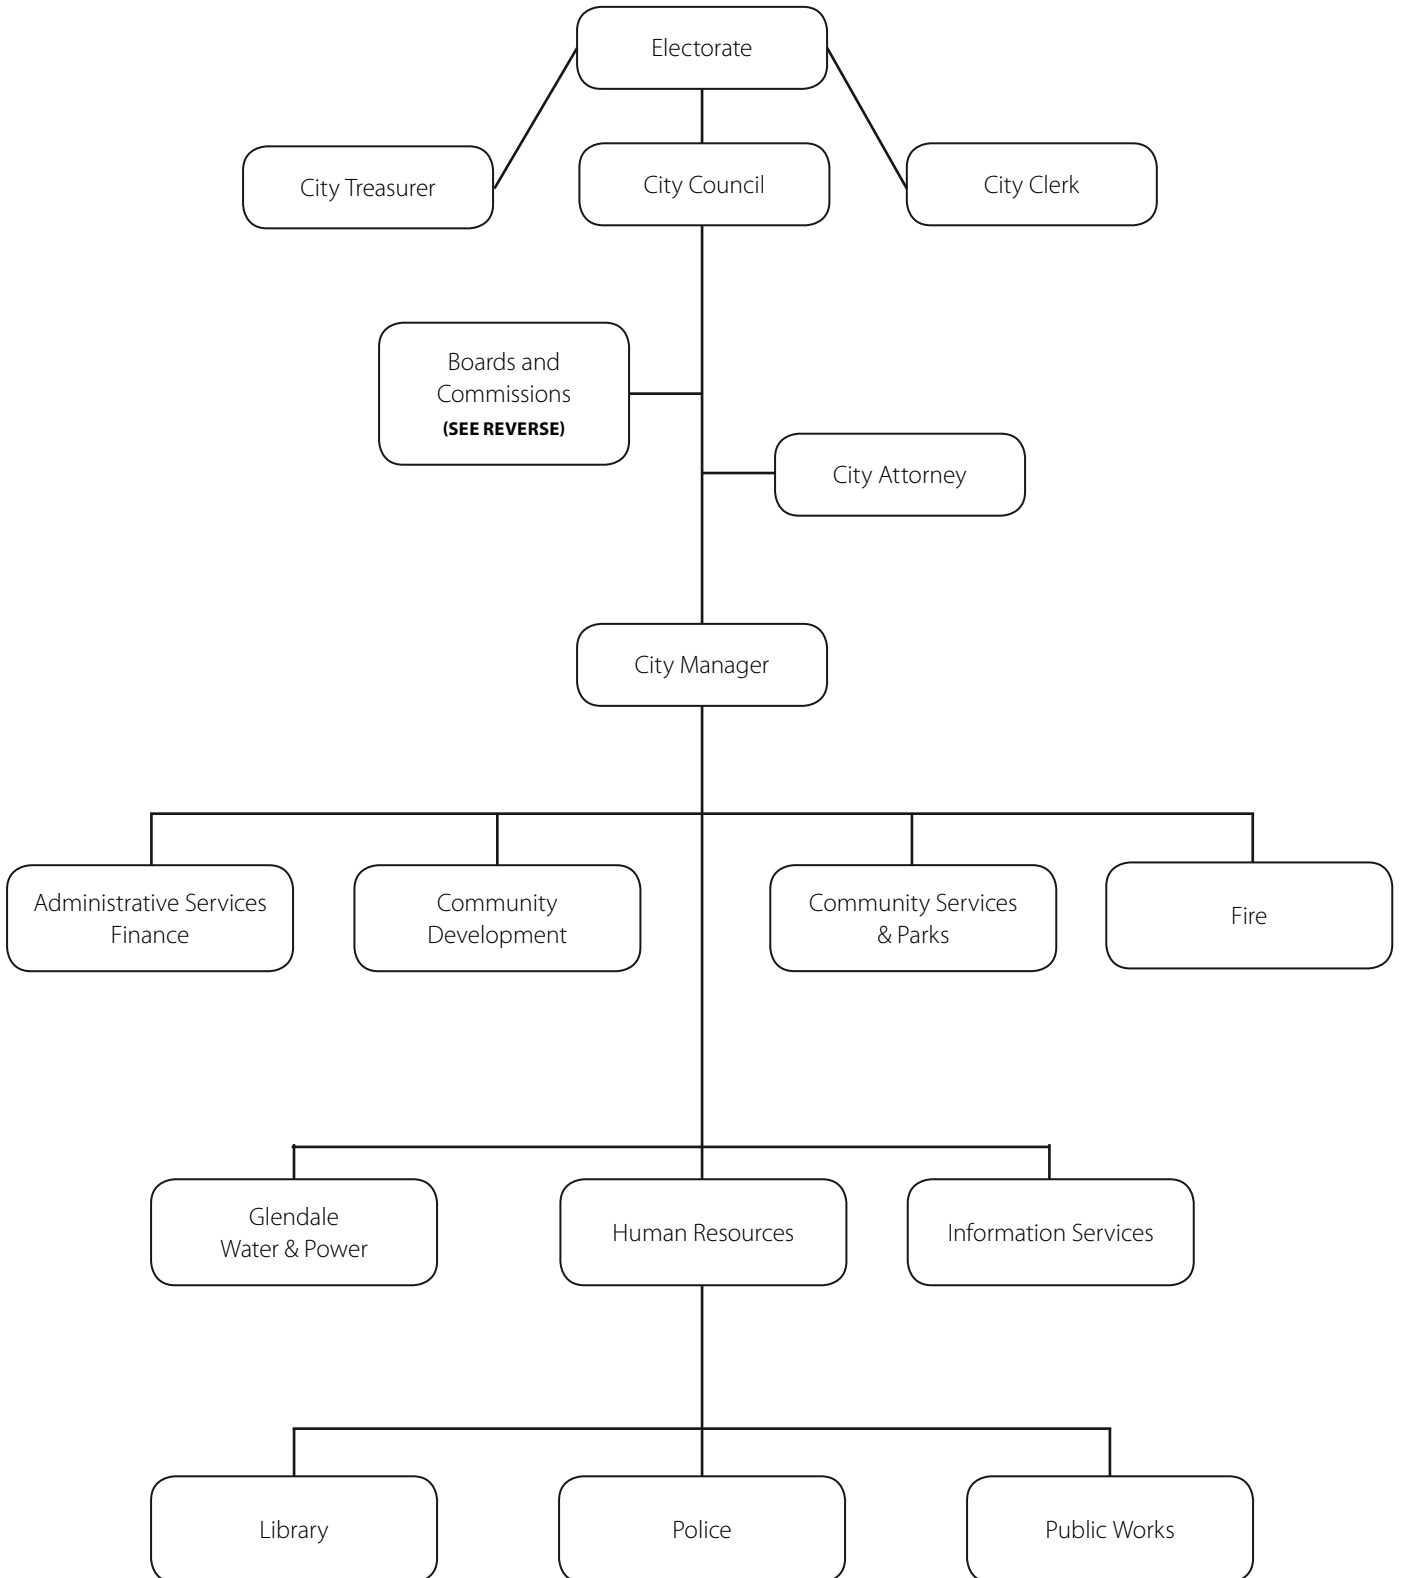 Electorate
City Treasurer
City Council
City Clerk
Boards and
Commissions
(SEE REVERSE)
City Attorney
City Manager
Administrative Services
Finance
Community
Development
Community Services
& Parks
Fire
Glendale
Water & Power
Human Resources
Information Services
Library
Police
Public Works